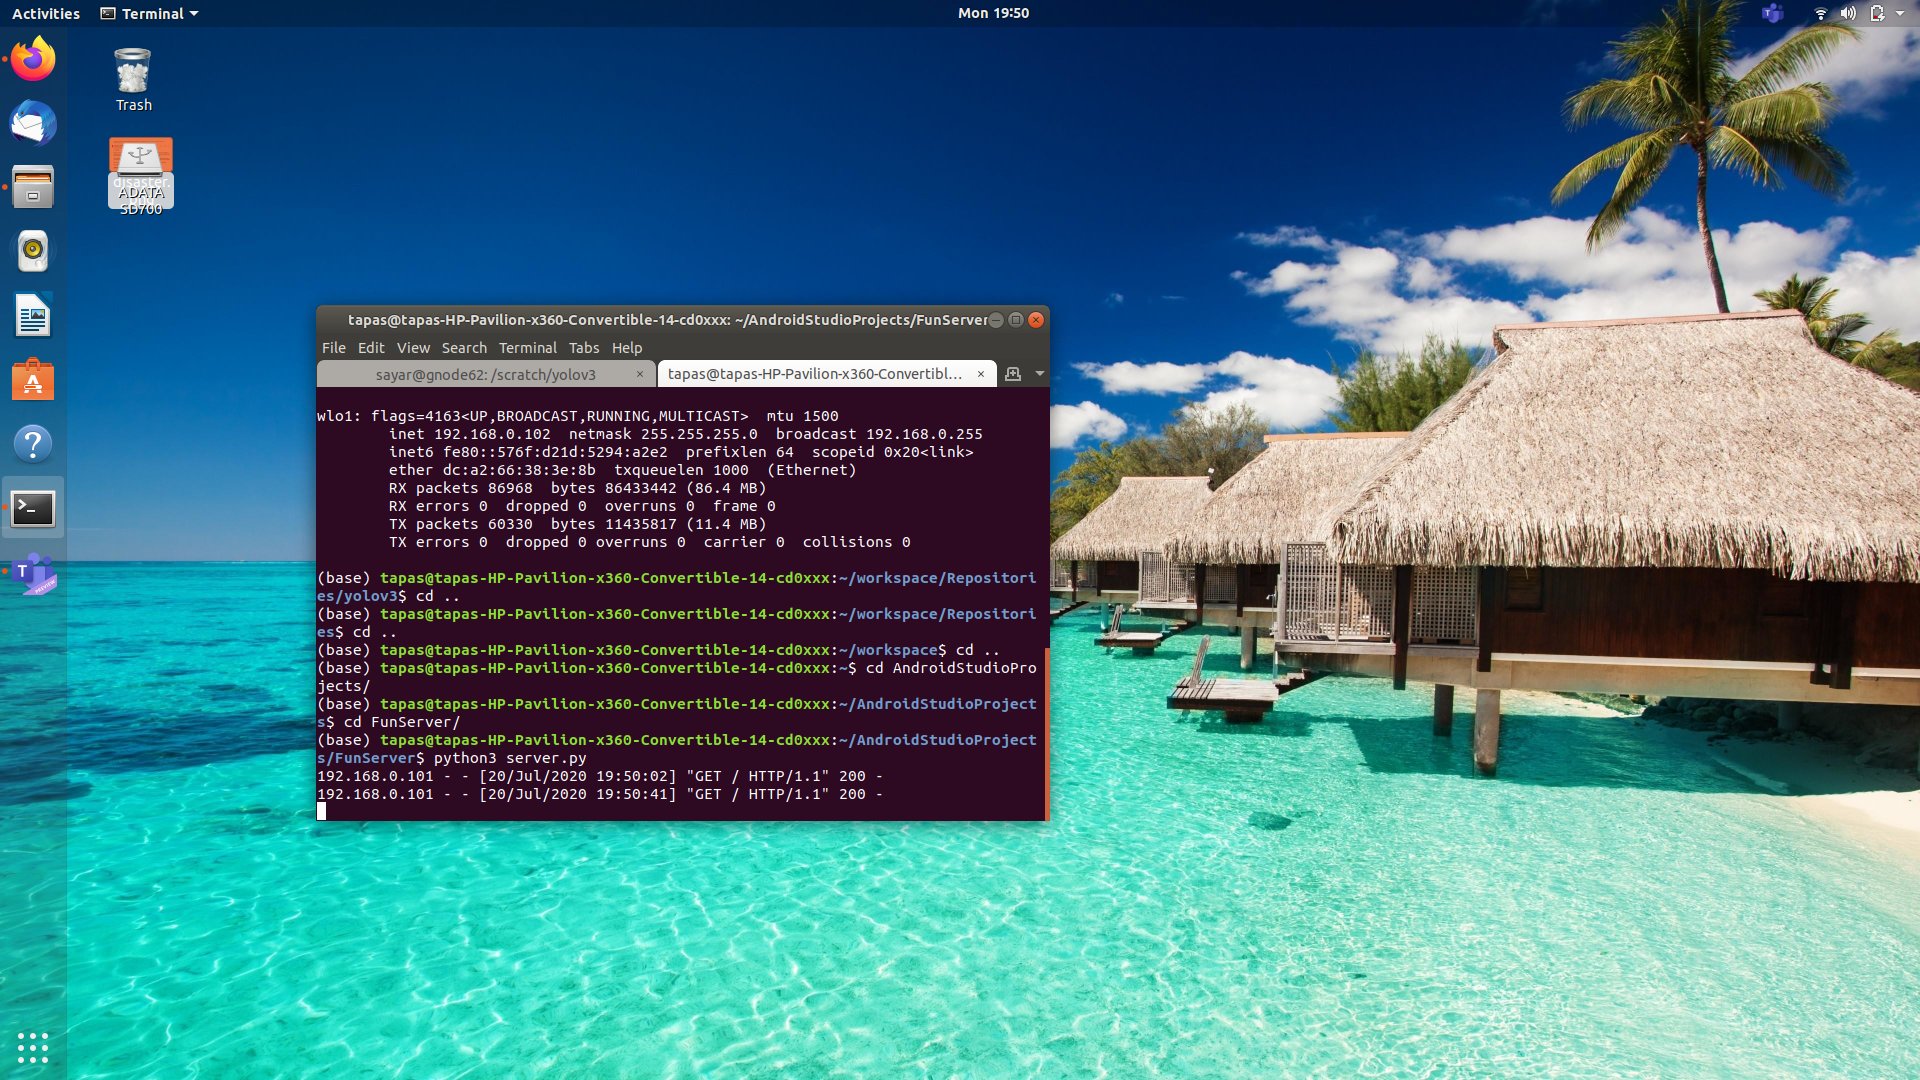 Activities
Terminal
Mon 19:50
Trash
ADATA
SD700
tapas@tapas-HP-Pavilion-x360-Convertible-14-cd0xxx: ~/AndroidStudioProjects/FunServer
File Edit View Search Terminal Tabs Help
sayar@gnode62: /scratch/yolov3 ×
tapas@tapas-HP-Pavilion-x360-Convertibl... ×
wlo1: flags=4163<UP,BROADCAST,RUNNING,MULTICAST>  mtu 1500
        inet 192.168.0.102  netmask 255.255.255.0  broadcast 192.168.0.255
        inet6 fe80::576f:d21d:5294:a2e2  prefixlen 64  scopeid 0x20<link>
        ether dc:a2:66:38:3e:8b  txqueuelen 1000  (Ethernet)
        RX packets 86968  bytes 86433442 (86.4 MB)
        RX errors 0  dropped 0  overruns 0  frame 0
        TX packets 60330  bytes 11435817 (11.4 MB)
        TX errors 0  dropped 0 overruns 0  carrier 0  collisions 0
(base) tapas@tapas-HP-Pavilion-x360-Convertible-14-cd0xxx:~/workspace/Repositori
es/yolov3$ cd ..
(base) tapas@tapas-HP-Pavilion-x360-Convertible-14-cd0xxx:~/workspace/Repositori
es$ cd ..
(base) tapas@tapas-HP-Pavilion-x360-Convertible-14-cd0xxx:~/workspace$ cd ..
(base) tapas@tapas-HP-Pavilion-x360-Convertible-14-cd0xxx:~$ cd AndroidStudioPro
jects/
(base) tapas@tapas-HP-Pavilion-x360-Convertible-14-cd0xxx:~/AndroidStudioProject
s$ cd FunServer/
(base) tapas@tapas-HP-Pavilion-x360-Convertible-14-cd0xxx:~/AndroidStudioProject
s/FunServer$ python3 server.py
192.168.0.101 - - [20/Jul/2020 19:50:02] "GET / HTTP/1.1" 200 -
192.168.0.101 - - [20/Jul/2020 19:50:41] "GET / HTTP/1.1" 200 -